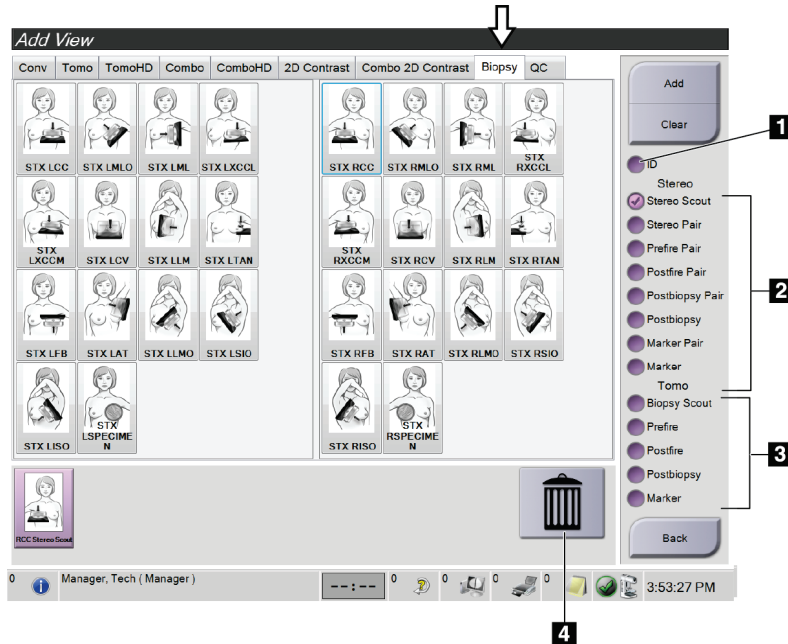 Add View
Conv Tomo TomoHD Combo ComboHD 2D Contrast Combo 2D Contrast Biopsy QC
STX LCC STX LMLO STX LML STX LXCCL
STX RCC STX RMLO STX RML STX
RXCCL
STX
LXCCM STX LCV STX LLM STX LTAN
STX
RXCCM STX RCV STX RLM STX RTAN
STX LFB STX LAT STX LLMO STX LSIO
STX RFB STX RAT STX RLMO STX RSIO
STX LISO STX
LSPECIME
N
STX RISO STX
RSPECIME
N
RCC Stereo Scout
Add
Clear
1
ID
Stereo
Stereo Scout
Stereo Pair
Prefire Pair
Postfire Pair
Postbiopsy Pair
2
Postbiopsy
Marker Pair
Marker
Tomo
Biopsy Scout
Prefire
Postfire
3
Postbiopsy
Marker
Back
0 Manager, Tech ( Manager ) --:-- 0 0 0 0 3:53:27 PM
4